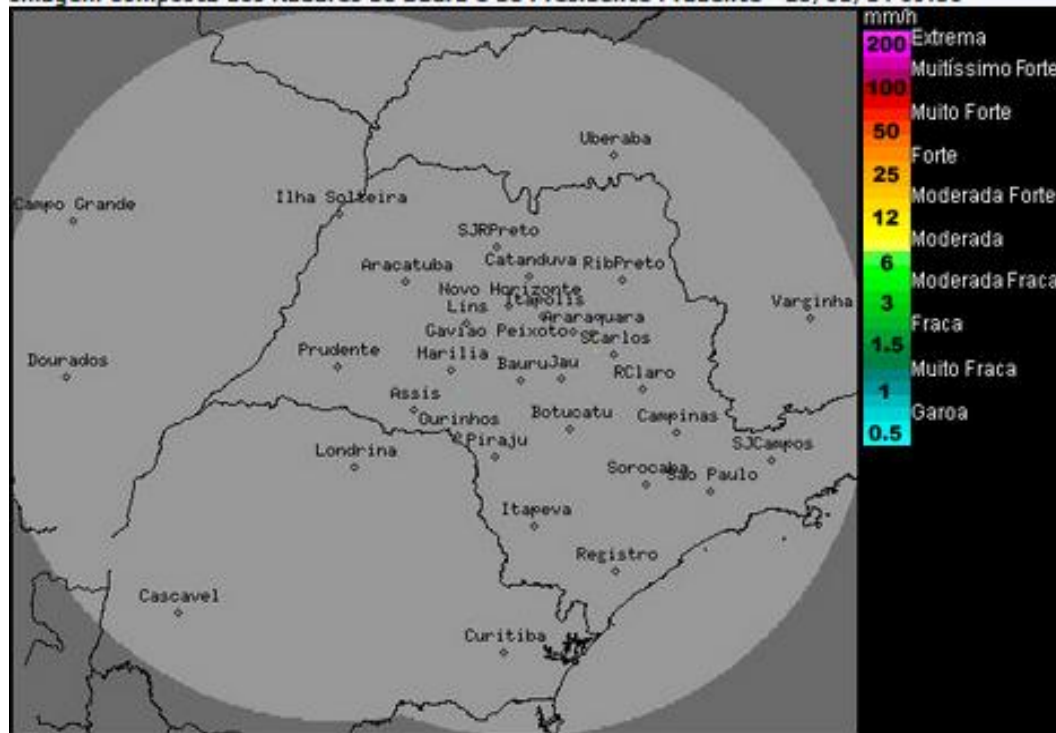 mm/h
200 Extrema
Muitíssimo Forte
100
Muito Forte
50
Forte
25
Moderada Forte
12
Moderada
6
Moderada Fraca
3
Fraca
1.5
Muito Fraca
1
Garoa
0.5
Uberaba
Campo Grande
Ilha Solteira
SJRPreto
Aracatuba
Catanduva
RibPreto
Novo Horizonte
Itapolis
Lins
Araraquara
Varginha
Gaviao Peixoto
SCarlos
Dourados
Prudente
Marilia
Bauru
Jau
RClaro
Assis
Ourinhos
Botucatu
Campinas
Piraju
Londrina
SJCampos
Sorocaba
Sao Paulo
Itapeva
Registro
Cascavel
Curitiba